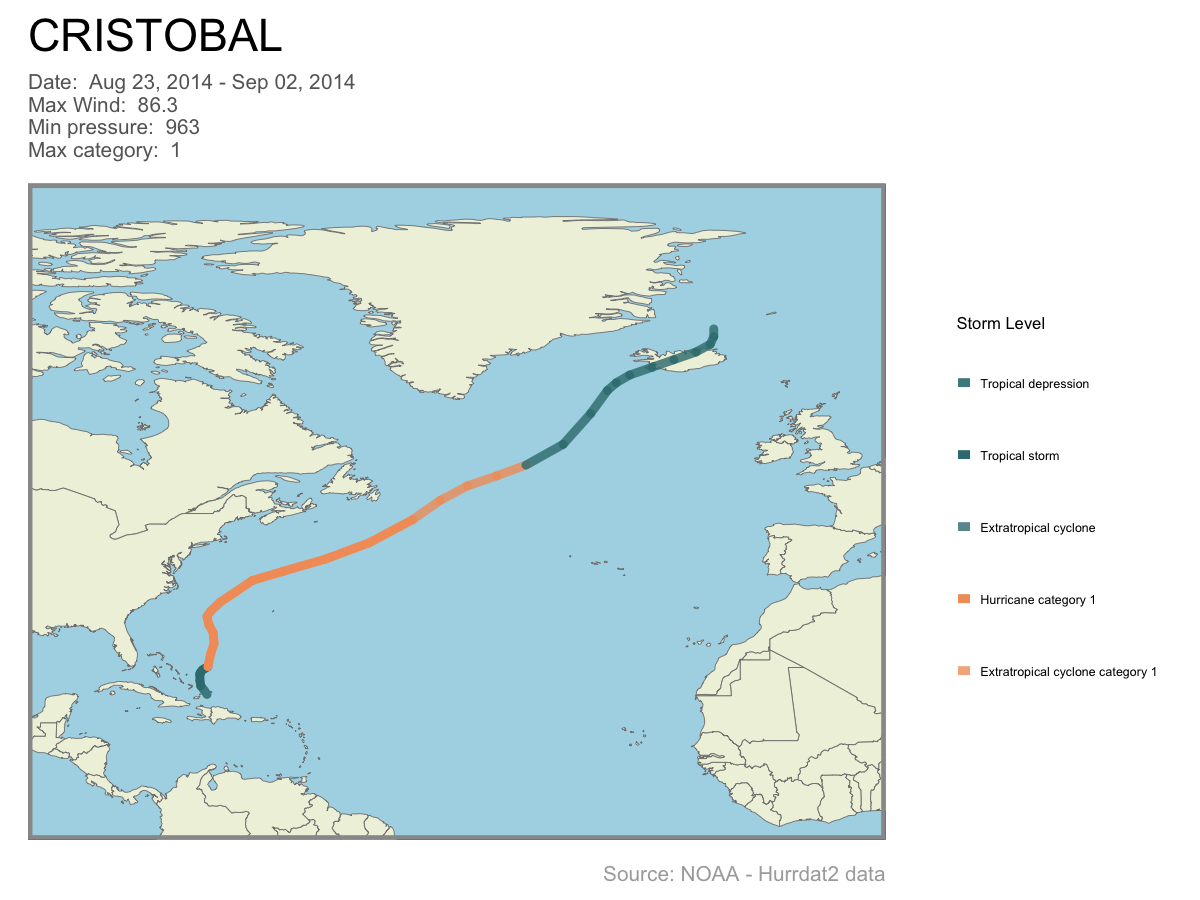 CRISTOBAL
Date:  Aug 23, 2014 - Sep 02, 2014
Max Wind:  86.3
Min pressure:  963
Max category:  1
Storm Level
Tropical depression
Tropical storm
Extratropical cyclone
Hurricane category 1
Extratropical cyclone category 1
Source: NOAA - Hurrdat2 data